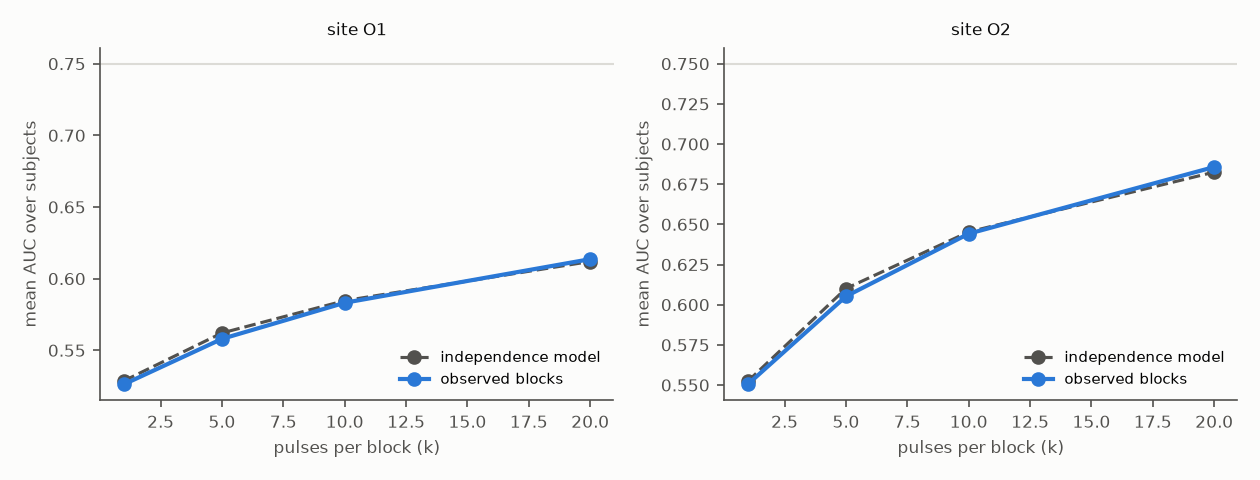 site O1
mean AUC over subjects
0.75
0.70
0.65
0.60
0.55
independence model
observed blocks
2.5 5.0 7.5 10.0 12.5 15.0 17.5 20.0
pulses per block (k)
site O2
mean AUC over subjects
0.750
0.725
0.700
0.675
0.650
0.625
0.600
0.575
0.550
independence model
observed blocks
2.5 5.0 7.5 10.0 12.5 15.0 17.5 20.0
pulses per block (k)